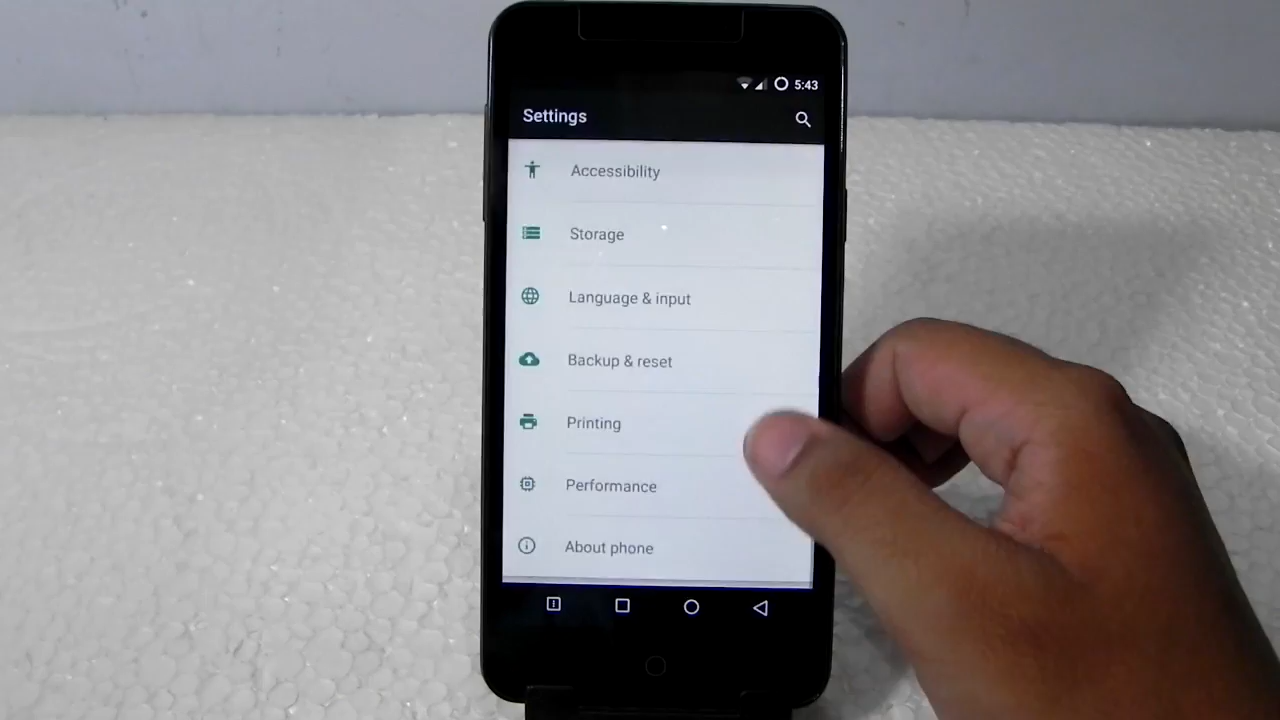 5:43
Settings
Accessibility
Storage
Language & input
Backup & reset
Printing
Performance
About phone